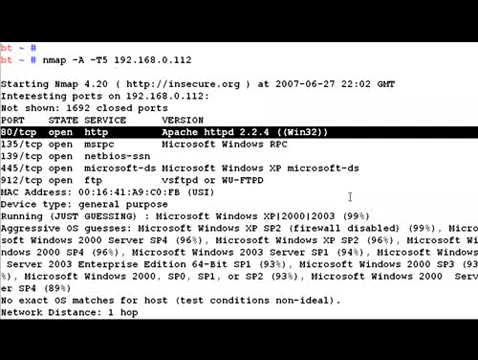 bt ~ #
bt ~ # nmap -A -T5 192.168.0.112
Starting Nmap 4.20 ( http://insecure.org ) at 2007-06-27 22:02 GMT
Interesting ports on 192.168.0.112:
Not shown: 1692 closed ports
PORT STATE SERVICE VERSION
80/tcp open http Apache httpd 2.2.4 ((Win32))
135/tcp open msrpc Microsoft Windows RPC
139/tcp open netbios-ssn
445/tcp open microsoft-ds Microsoft Windows XP microsoft-ds
912/tcp open ftp vsftpd or WU-FTPD
MAC Address: 00:16:41:A9:C0:FB (USI)
Device type: general purpose
Running (JUST GUESSING) : Microsoft Windows XP|2000|2003 (99%)
Aggressive OS guesses: Microsoft Windows XP SP2 (firewall disabled) (99%), Micro
soft Windows 2000 Server SP4 (96%), Microsoft Windows XP SP2 (96%), Microsoft Wi
ndows 2000 SP4 (96%), Microsoft Windows 2003 Server SP1 (94%), Microsoft Windows
Server 2003 Enterprise Edition 64-Bit SP1 (93%), Microsoft Windows 2000 SP3 (93
%), Microsoft Windows 2000, SP0, SP1, or SP2 (93%), Microsoft Windows 2000 Serv
er SP4 (89%)
No exact OS matches for host (test conditions non-ideal).
Network Distance: 1 hop